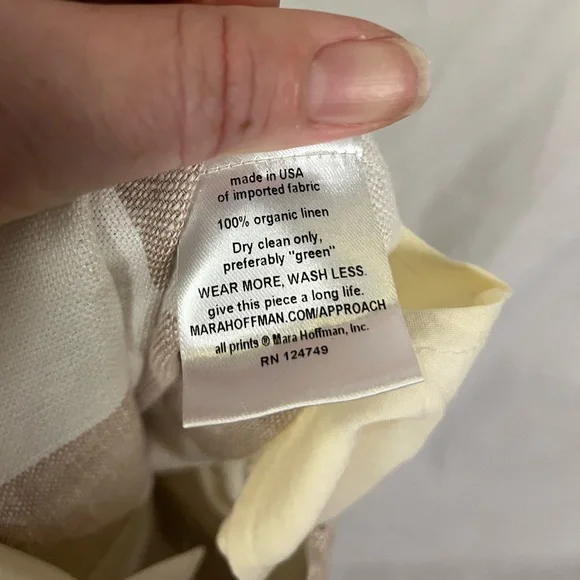 made in USA
of imported fabric
100% organic linen
Dry clean only,
preferably "green"
WEAR MORE, WASH LESS.
give this piece a long life.
MARAHOFFMAN.COM/APPROACH
all prints ® Mara Hoffman, Inc.
RN 124749